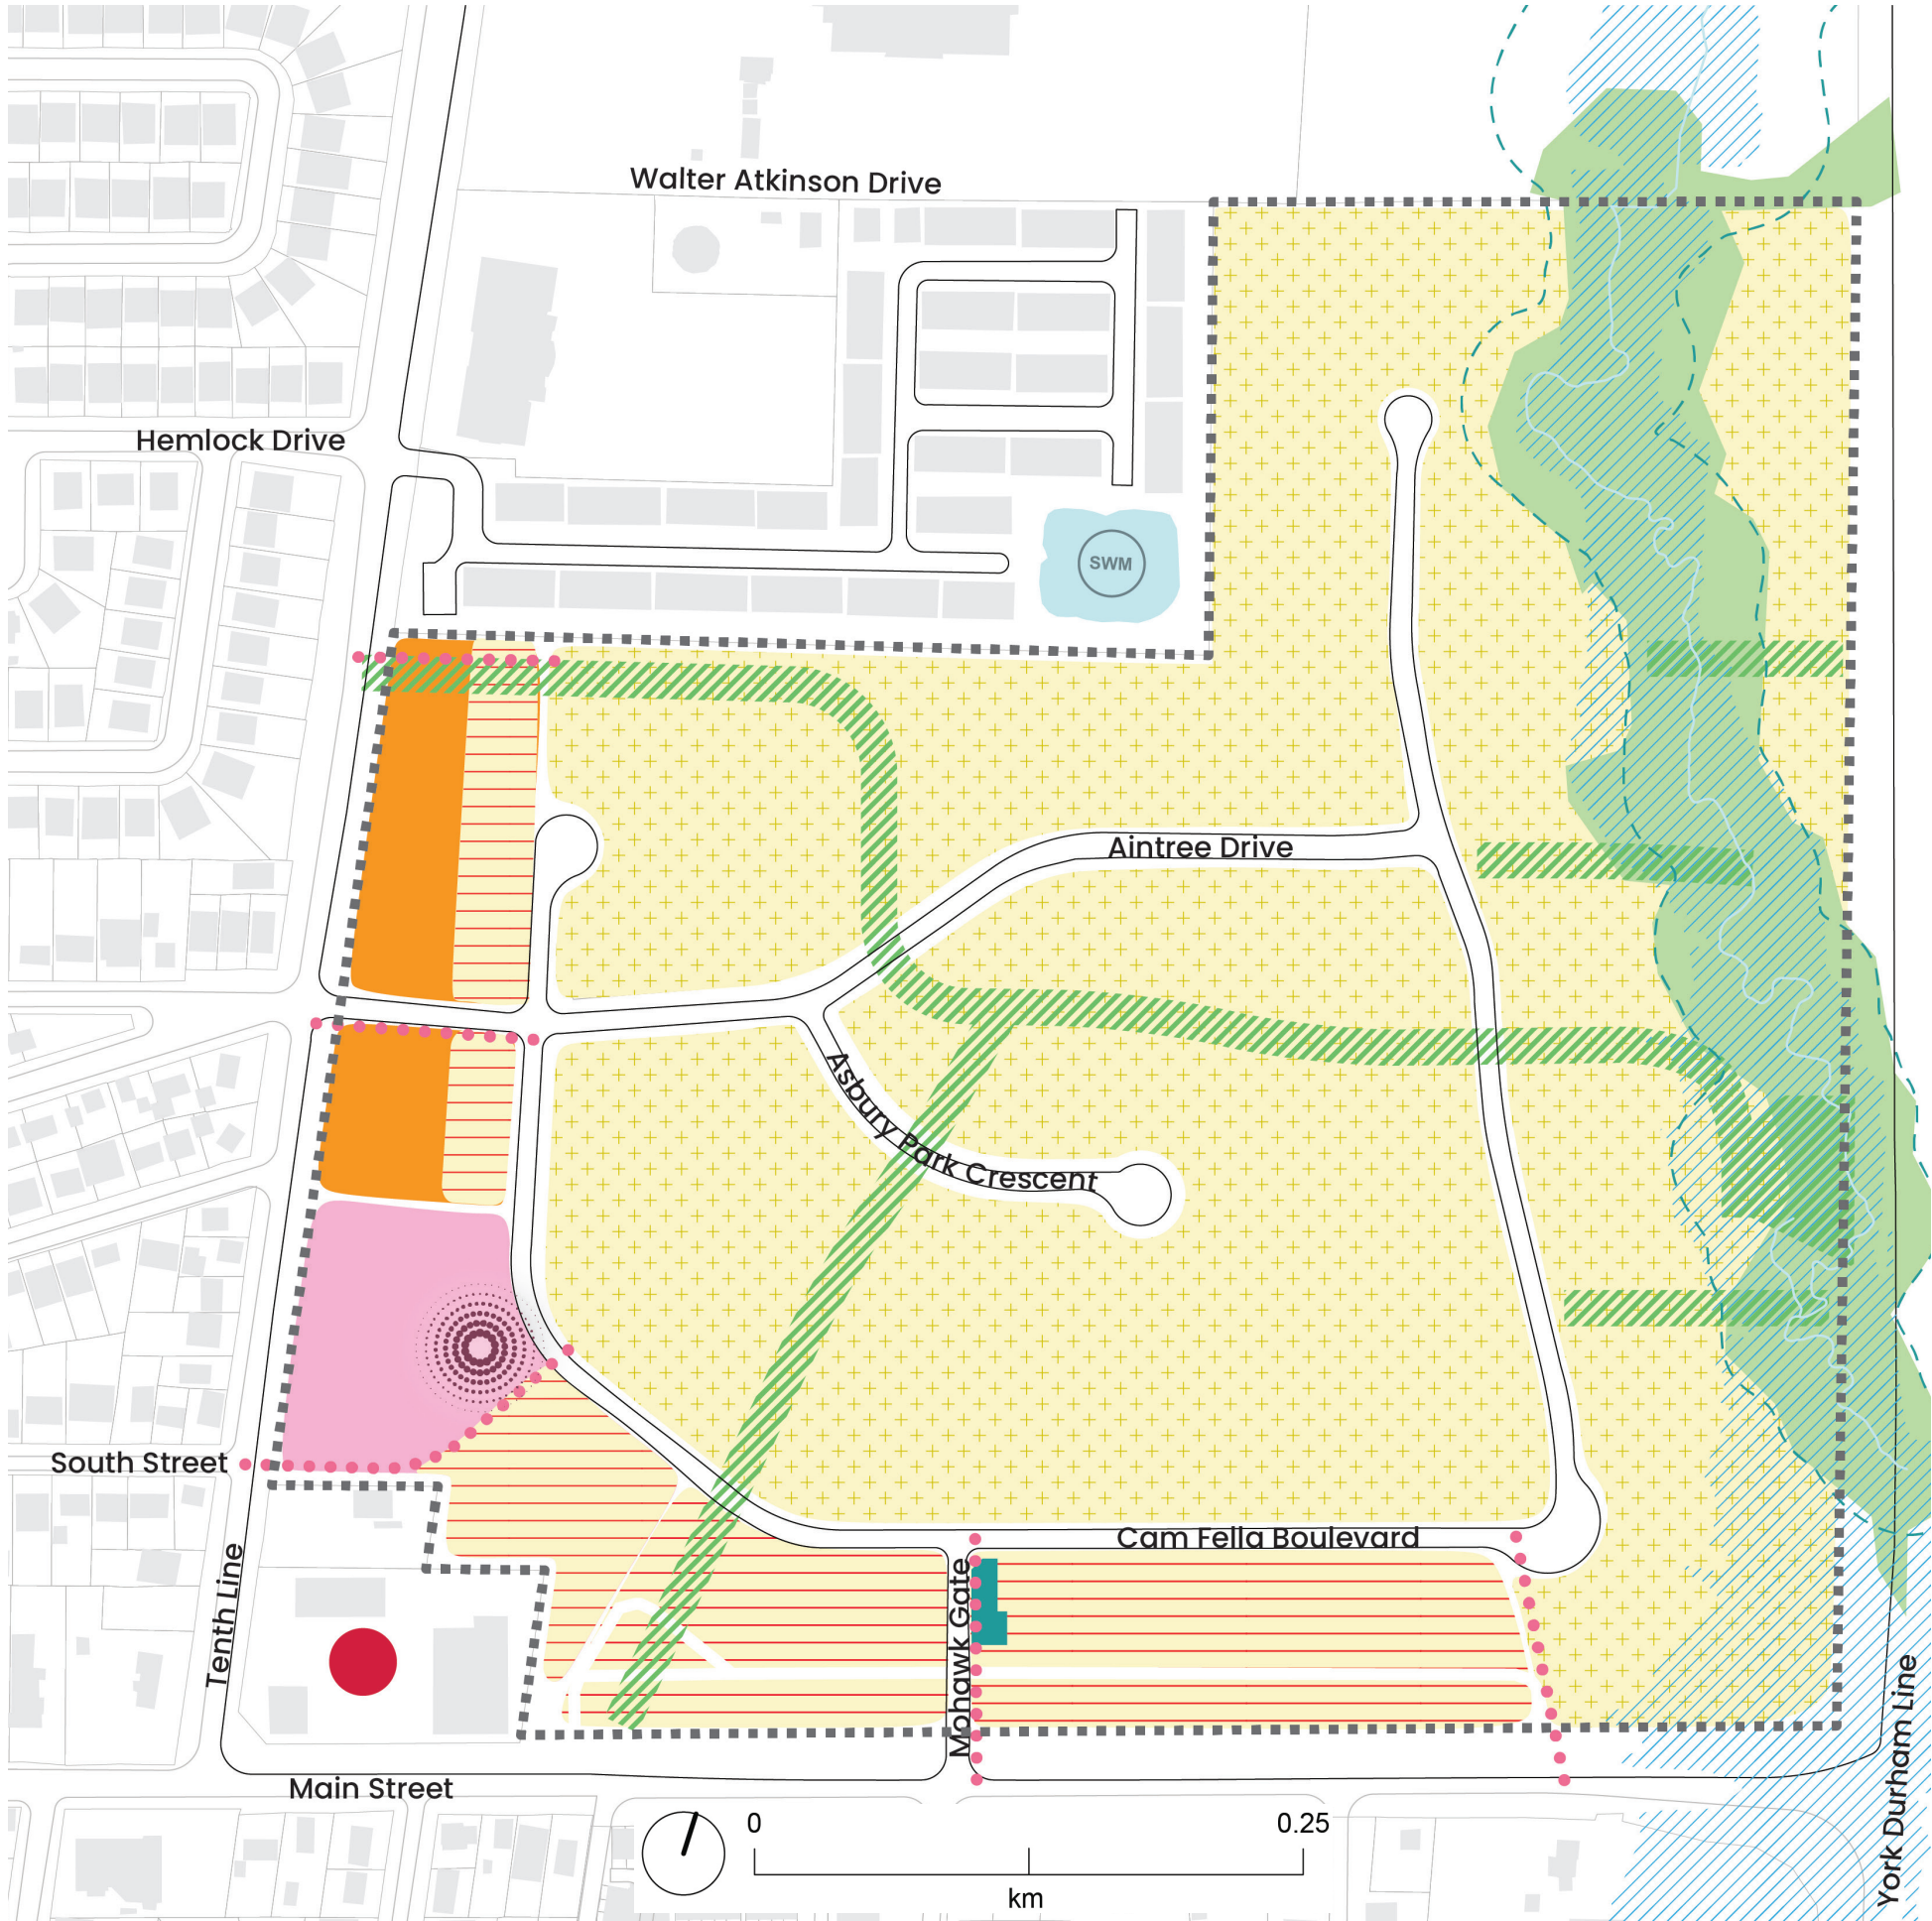 Walter Atkinson Drive
Hemlock Drive
SWM
Aintree Drive
Asbury Park Crescent
South Street
Cam Fella Boulevard
Mohawk Gate
Tenth Line
York Durham Line
Main Street
0
0.25
km